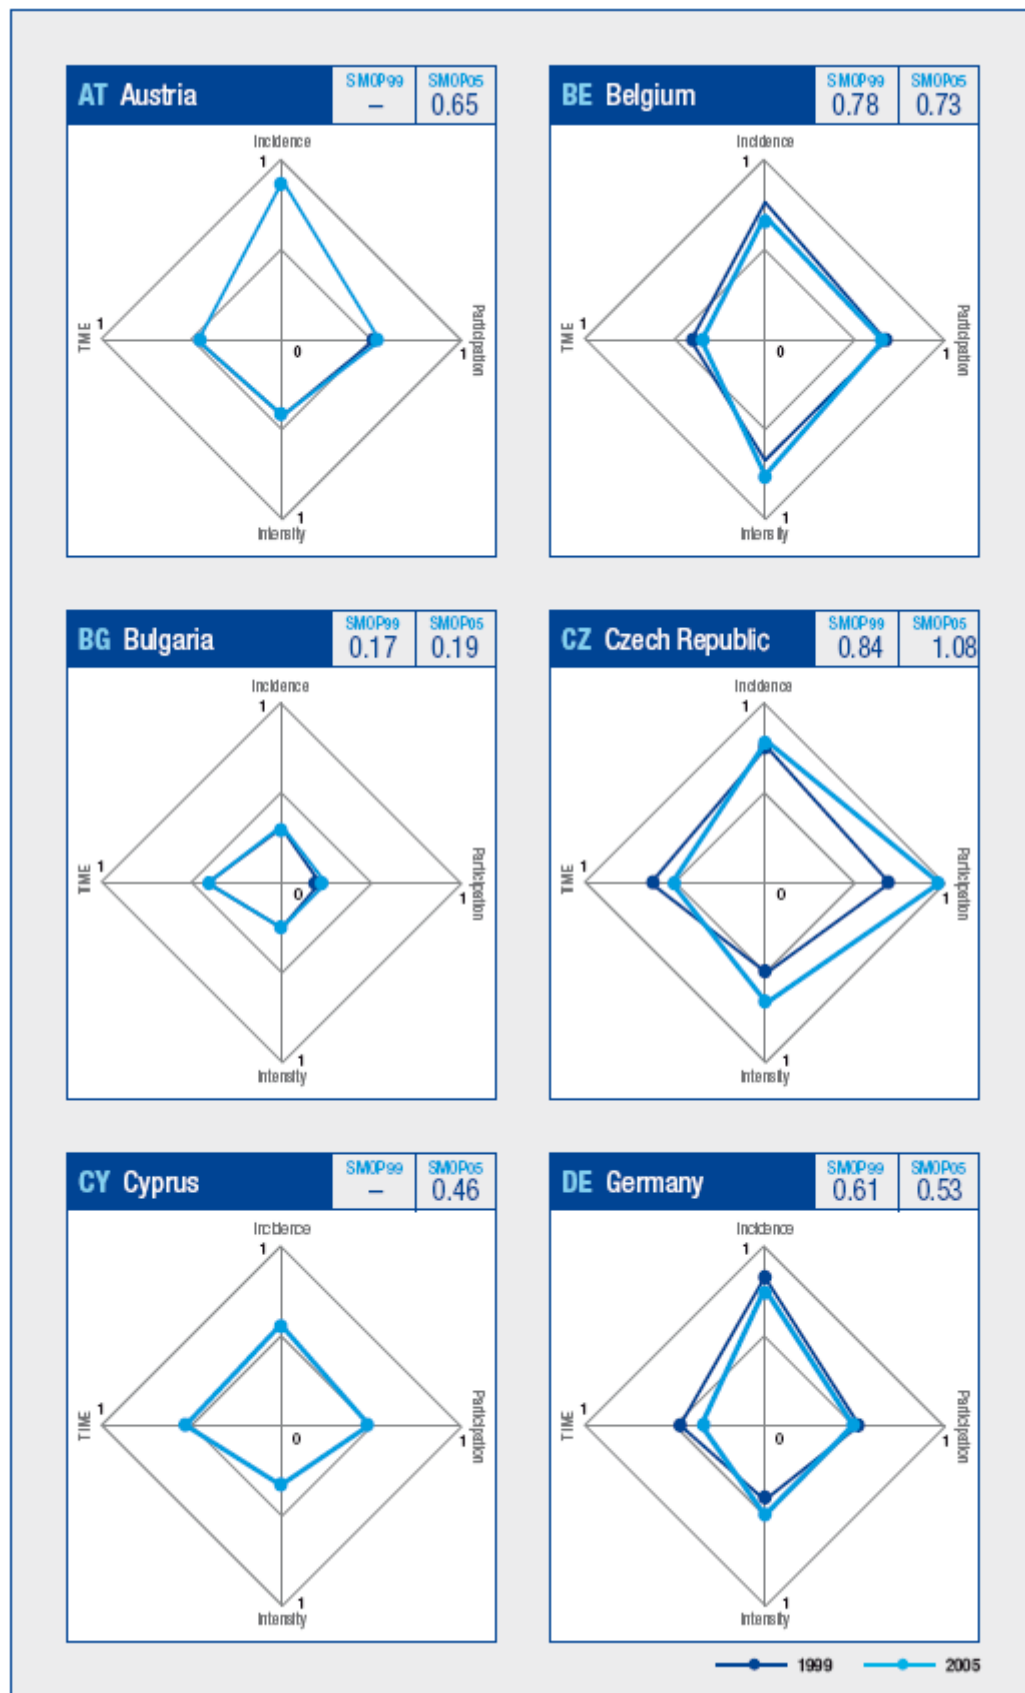 AT Austria SMOP99 – SMOP05 0.65
Incidence
1
TIME 1 0 Participation 1
1
Intensity
BE Belgium SMOP99 0.78 SMOP05 0.73
Incidence
1
TIME 1 0 Participation 1
1
Intensity
BG Bulgaria SMOP99 0.17 SMOP05 0.19
Incidence
1
TIME 1 0 Participation 1
1
Intensity
CZ Czech Republic SMOP99 0.84 SMOP05 1.08
Incidence
1
TIME 1 0 Participation 1
1
Intensity
CY Cyprus SMOP99 – SMOP05 0.46
Incidence
1
TIME 1 0 Participation 1
1
Intensity
DE Germany SMOP99 0.61 SMOP05 0.53
Incidence
1
TIME 1 0 Participation 1
1
Intensity
1999 2005